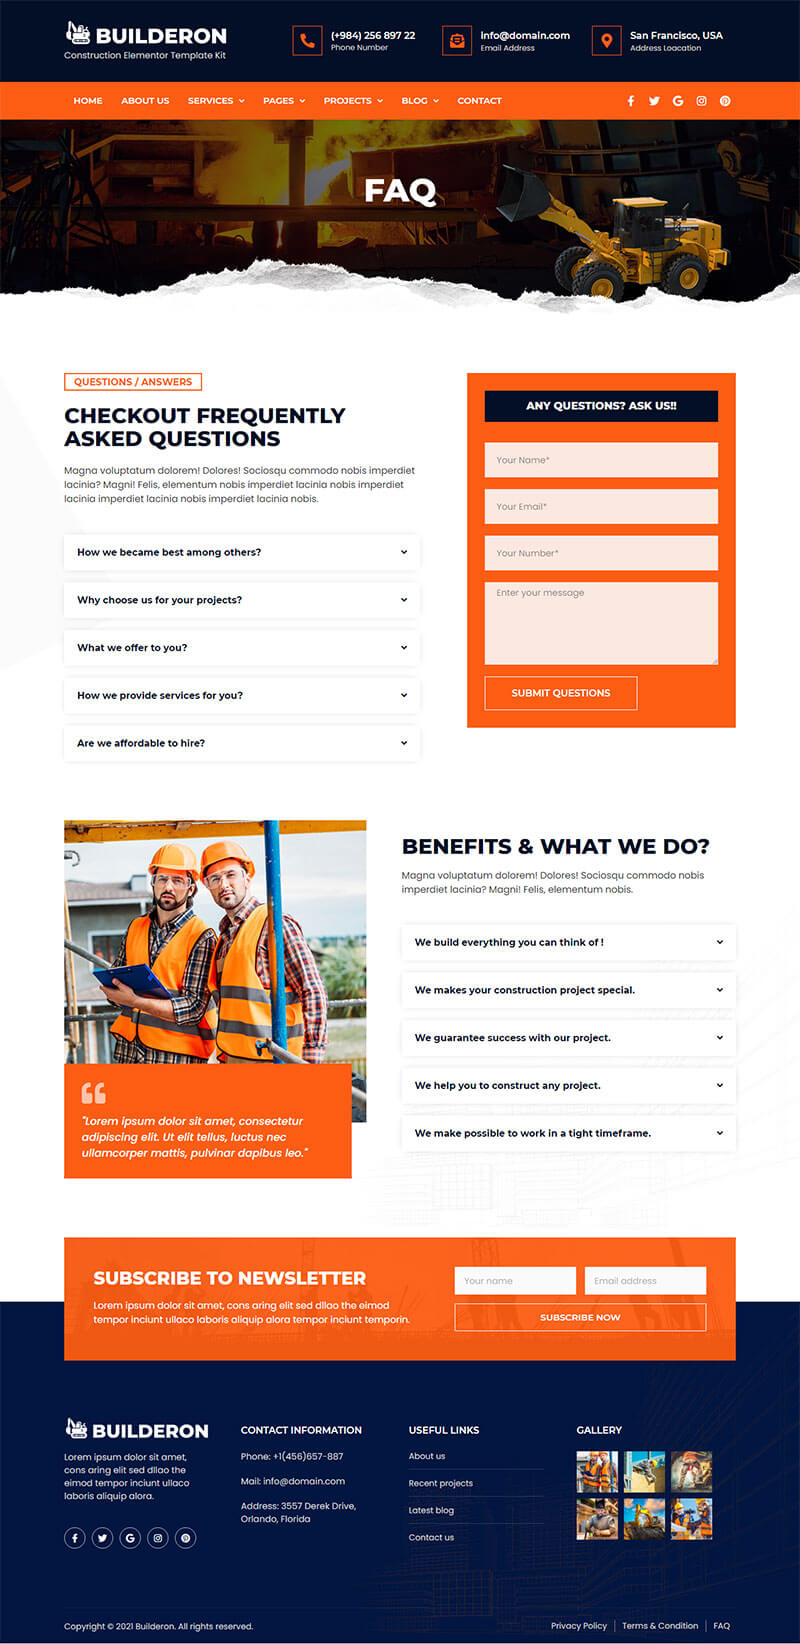 BUILDERON
Construction Elementor Template Kit
(+984) 256 897 22
Phone Number
Info@domain.com
Email Address
San Francisco, USA
Address Loacation
HOME
ABOUT US
SERVICES
PAGES
PROJECTS
BLOG
CONTACT
FAQ
QUESTIONS / ANSWERS
CHECKOUT FREQUENTLY
ASKED QUESTIONS
Magna voluptatum dolorem! Dolores! Sociosqu commodo nobis imperdiet
lacinia? Magni! Felis, elementum nobis imperdiet lacinia nobis imperdiet
lacinia imperdiet lacinia nobis imperdiet lacinia nobis.
How we became best among others?
Why choose us for your projects?
What we offer to you?
How we provide services for you?
Are we affordable to hire?
ANY QUESTIONS? ASK US!!
Your Name*
Your Email*
Your Number*
Enter your message
SUBMIT QUESTIONS
"Lorem ipsum dolor sit amet, consectetur
adipiscing elit. Ut elit tellus, luctus nec
ullamcorper mattis, pulvinar dapibus leo."
BENEFITS & WHAT WE DO?
Magna voluptatum dolorem! Dolores! Sociosqu commodo nobis
imperdiet lacinia? Magni! Felis, elementum nobis.
We build everything you can think of !
We makes your construction project special.
We guarantee success with our project.
We help you to construct any project.
We make possible to work in a tight timeframe.
SUBSCRIBE TO NEWSLETTER
Lorem ipsum dolor sit amet, cons aring elit sed dllao the eimod
tempor inciunt ullaco laboris aliquip alora tempor inciunt temporin.
Your name
Email address
SUBSCRIBE NOW
BUILDERON
Lorem ipsum dolor sit amet,
cons aring elit sed dllao the
eimod tempor inciunt ullaco
laboris aliquip alora.
CONTACT INFORMATION
Phone: +1(456)657-887
Mail: info@domain.com
Address: 3557 Derek Drive,
Orlando, Florida
USEFUL LINKS
About us
Recent projects
Latest blog
Contact us
GALLERY
Copyright © 2021 Builderon. All rights reserved.
Privacy Policy
Terms & Condition
FAQ